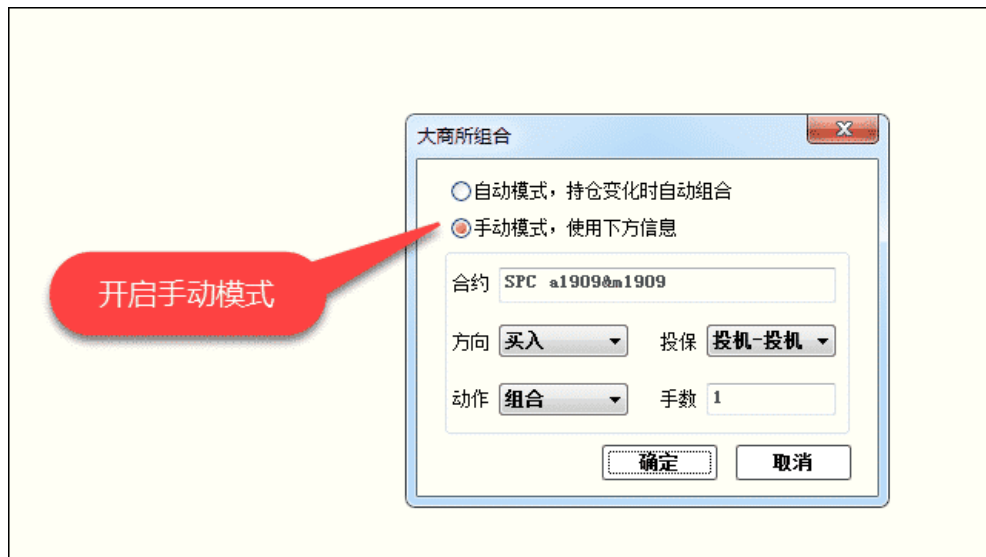 大商所组合
自动模式，持仓变化时自动组合
手动模式，使用下方信息
开启手动模式
合约 SPC a1909&m1909
方向 买入 投保 投机-投机
动作 组合 手数 1
确定 取消